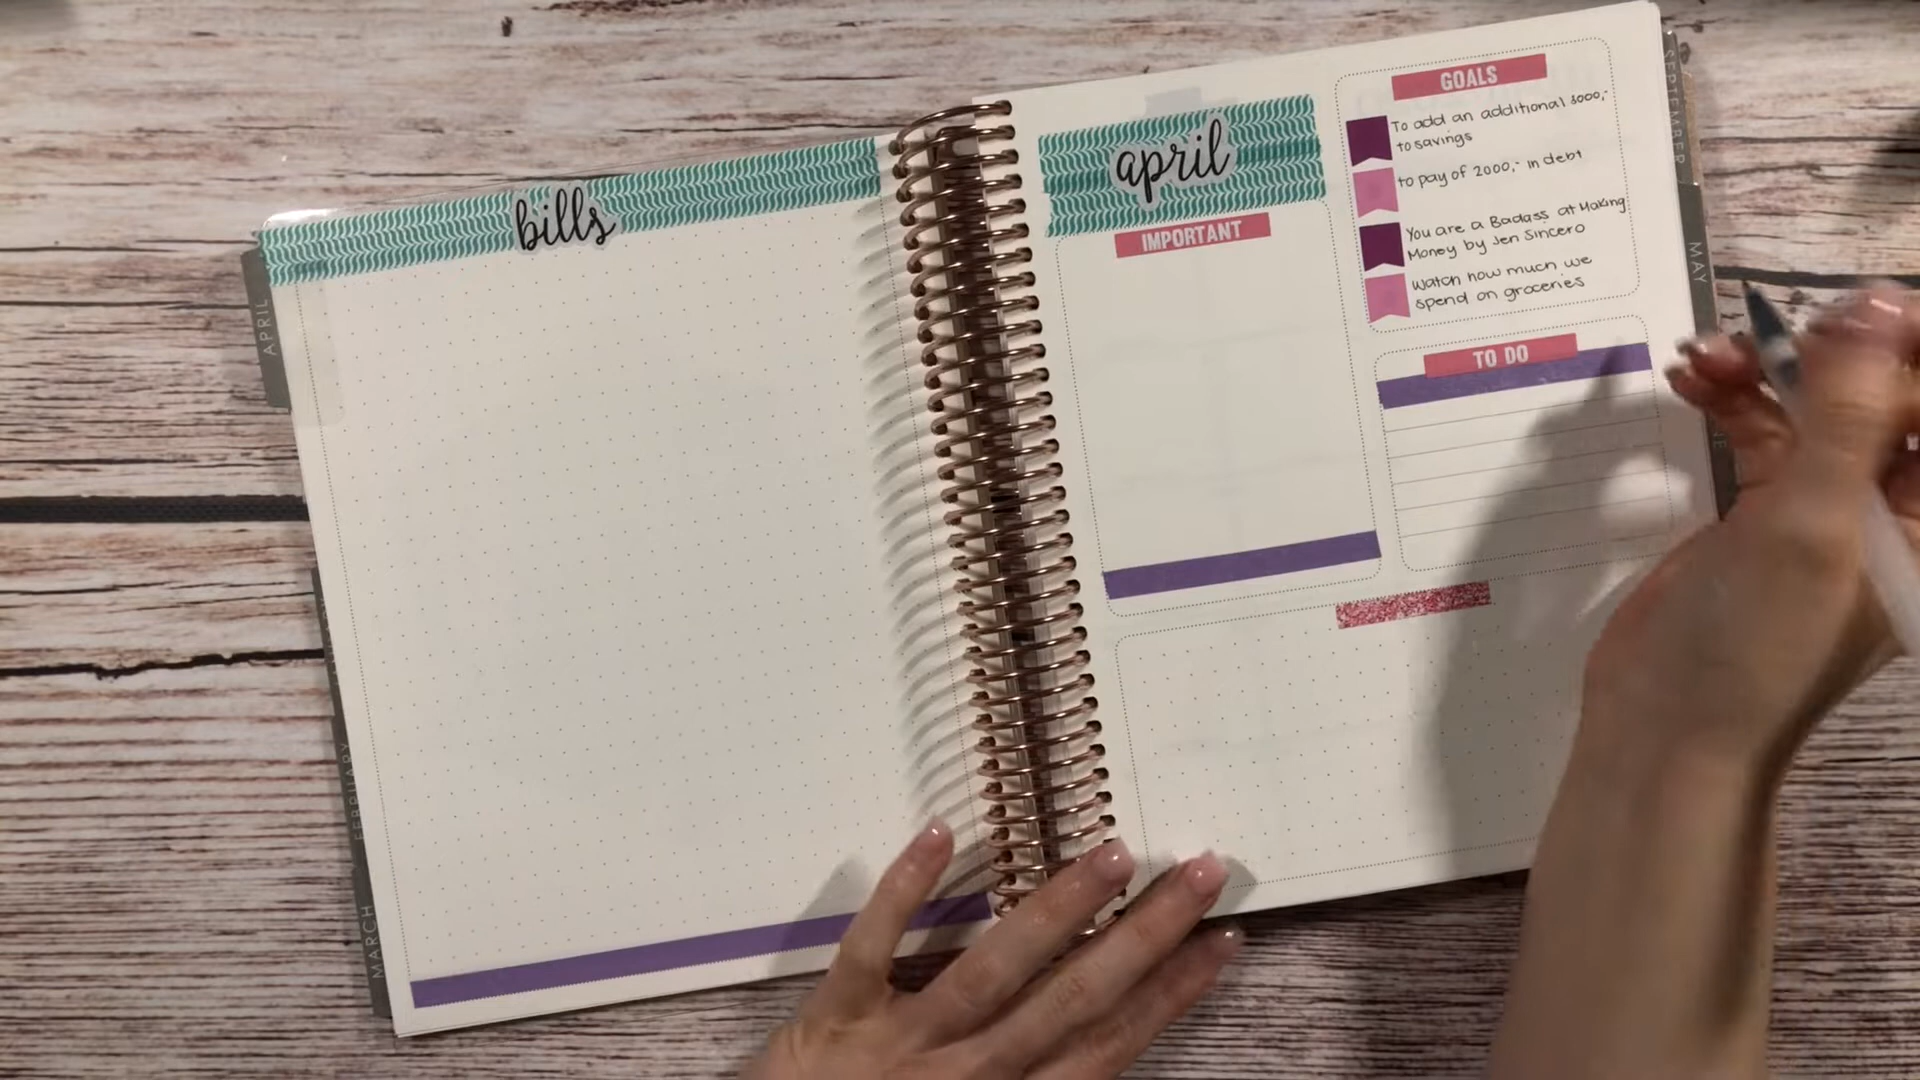 bills
april
IMPORTANT
GOALS
To add an additional 3000,-
to savings
to pay of 2000,- in debt
You are a Badass at Making
Money by Jen Sincero
Watch how much we
spend on groceries
TO DO
APRIL
FEBRUARY
MARCH
SEPTEMBER
MAY